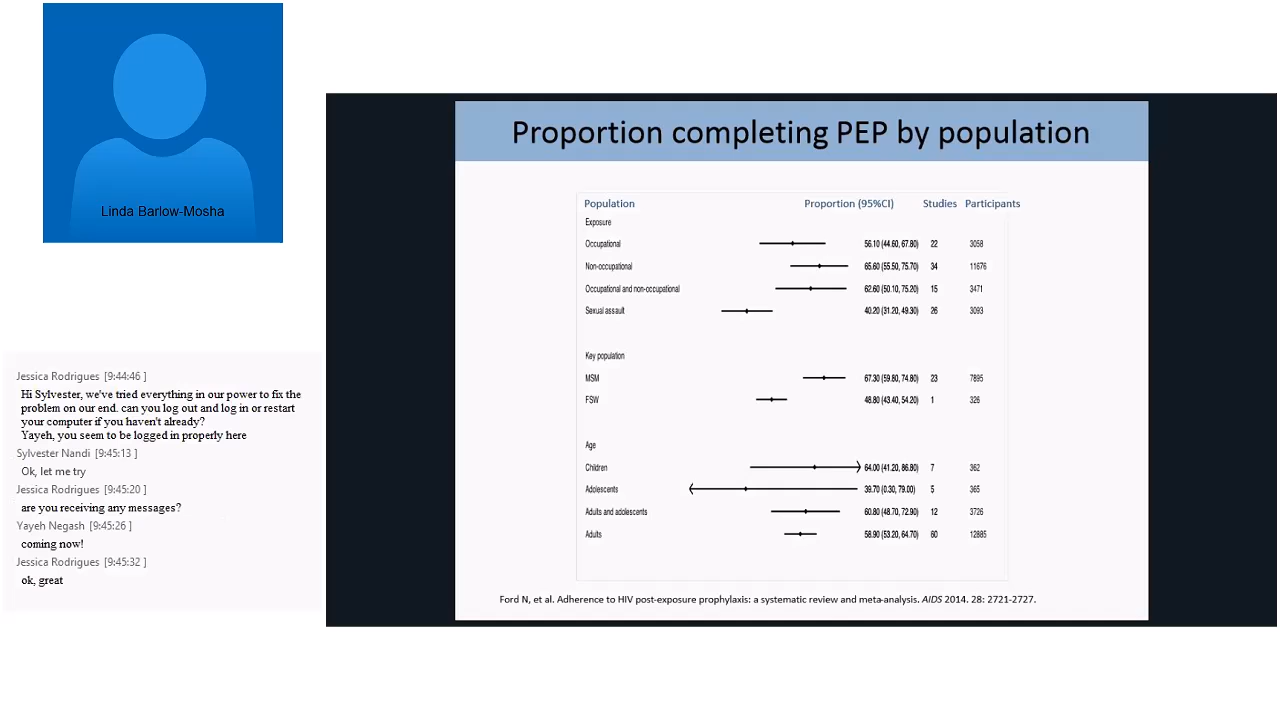 Linda Barlow-Mosha
Jessica Rodrigues [9:44:46 ]
Hi Sylvester, we've tried everything in our power to fix the
problem on our end. can you log out and log in or restart
your computer if you haven't already?
Yayeh, you seem to be logged in properly here
Sylvester Nandi [9:45:13 ]
Ok, let me try
Jessica Rodrigues [9:45:20 ]
are you receiving any messages?
Yayeh Negash [9:45:26 ]
coming now!
Jessica Rodrigues [9:45:32 ]
ok, great
Proportion completing PEP by population
Population Proportion (95%CI) Studies Participants
Exposure
Occupational 56.10 (44.60, 67.80) 22 3058
Non-occupational 65.60 (55.50, 75.70) 34 11676
Occupational and non-occupational 62.60 (50.10, 75.20) 15 3471
Sexual assault 40.20 (31.20, 49.30) 26 3093
Key population
MSM 67.30 (59.80, 74.80) 23 7895
FSW 48.80 (43.40, 54.20) 1 326
Age
Children 64.00 (41.20, 86.80) 7 362
Adolescents 39.70 (0.30, 79.00) 5 365
Adults and adolescents 60.80 (48.70, 72.90) 12 3726
Adults 58.90 (53.20, 64.70) 60 12885
Ford N, et al. Adherence to HIV post-exposure prophylaxis: a systematic review and meta-analysis. AIDS 2014. 28: 2721-2727.